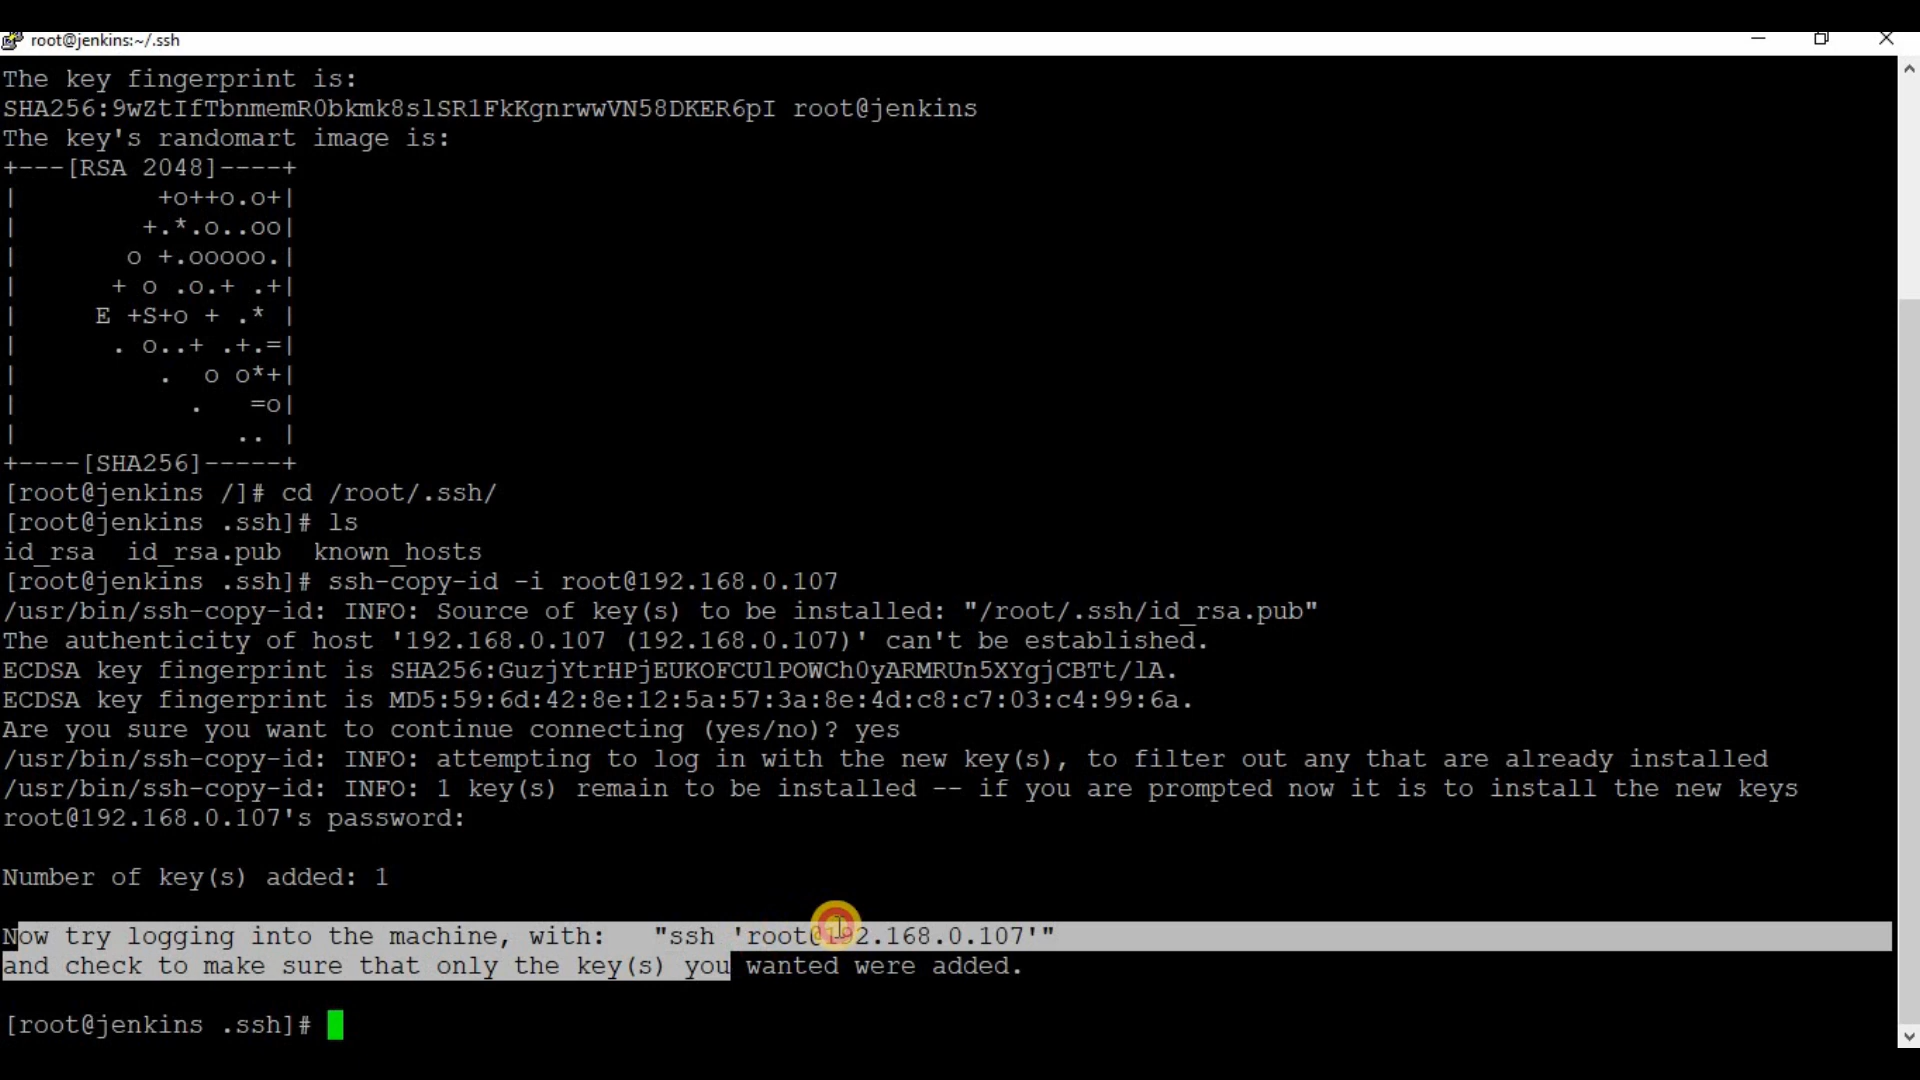 root@jenkins:~/.ssh
The key fingerprint is:
SHA256:9wZtIfTbnmemR0bkmk8slSR1FkKgnrwwVN58DKER6pI root@jenkins
The key's randomart image is:
+---[RSA 2048]----+
|         +o++o.o+|
|        +.*.o..oo|
|       o +.ooooo.|
|      + o .o.+ .+|
|     E +S+o + .* |
|      . o..+ .+.=|
|         .  o o*+|
|           .   =o|
|              .. |
+----[SHA256]-----+
[root@jenkins /]# cd /root/.ssh/
[root@jenkins .ssh]# ls
id_rsa  id_rsa.pub  known_hosts
[root@jenkins .ssh]# ssh-copy-id -i root@192.168.0.107
/usr/bin/ssh-copy-id: INFO: Source of key(s) to be installed: "/root/.ssh/id_rsa.pub"
The authenticity of host '192.168.0.107 (192.168.0.107)' can't be established.
ECDSA key fingerprint is SHA256:GuzjYtrHPjEUKOFCUlPOWCh0yARMRUn5XYgjCBTt/lA.
ECDSA key fingerprint is MD5:59:6d:42:8e:12:5a:57:3a:8e:4d:c8:c7:03:c4:99:6a.
Are you sure you want to continue connecting (yes/no)? yes
/usr/bin/ssh-copy-id: INFO: attempting to log in with the new key(s), to filter out any that are already installed
/usr/bin/ssh-copy-id: INFO: 1 key(s) remain to be installed -- if you are prompted now it is to install the new keys
root@192.168.0.107's password:
Number of key(s) added: 1
Now try logging into the machine, with:   "ssh 'root@192.168.0.107'"
and check to make sure that only the key(s) you wanted were added.
[root@jenkins .ssh]#